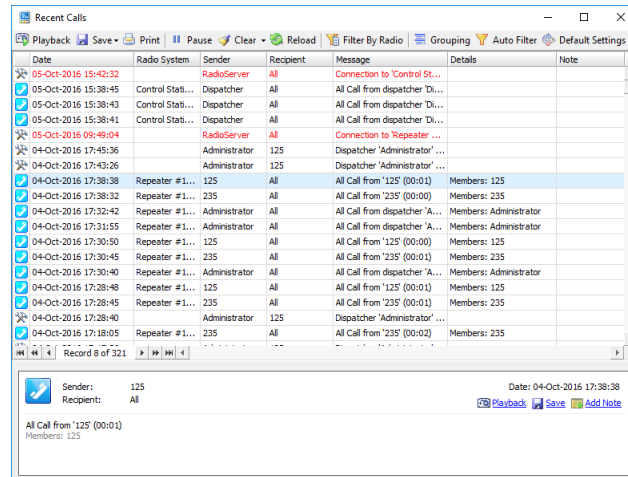 Recent Calls
Playback Save Print Pause Clear Reload Filter By Radio Grouping Auto Filter Default Settings
Date Radio System Sender Recipient Message Details Note
05-Oct-2016 15:42:32 RadioServer All Connection to 'Control St...
05-Oct-2016 15:38:45 Control Stati... Dispatcher All All Call from dispatcher 'Di...
05-Oct-2016 15:38:43 Control Stati... Dispatcher All All Call from dispatcher 'Di...
05-Oct-2016 15:38:41 Control Stati... Dispatcher All All Call from dispatcher 'Di...
05-Oct-2016 09:49:04 RadioServer All Connection to 'Repeater ...
04-Oct-2016 17:45:36 Administrator 125 Dispatcher 'Administrator' ...
04-Oct-2016 17:43:26 Administrator 125 Dispatcher 'Administrator' ...
04-Oct-2016 17:38:38 Repeater #1... 125 All All Call from '125' (00:01) Members: 125
04-Oct-2016 17:38:32 Repeater #1... 235 All All Call from '235' (00:00) Members: 235
04-Oct-2016 17:32:42 Repeater #1... Administrator All All Call from dispatcher 'A... Members: Administrator
04-Oct-2016 17:31:55 Repeater #1... Administrator All All Call from dispatcher 'A... Members: Administrator
04-Oct-2016 17:30:50 Repeater #1... 125 All All Call from '125' (00:00) Members: 125
04-Oct-2016 17:30:45 Repeater #1... 235 All All Call from '235' (00:01) Members: 235
04-Oct-2016 17:30:40 Repeater #1... Administrator All All Call from dispatcher 'A... Members: Administrator
04-Oct-2016 17:28:48 Repeater #1... 125 All All Call from '125' (00:01) Members: 125
04-Oct-2016 17:28:45 Repeater #1... 235 All All Call from '235' (00:01) Members: 235
04-Oct-2016 17:28:40 Administrator 125 Dispatcher 'Administrator' ...
04-Oct-2016 17:18:05 Repeater #1... 235 All All Call from '235' (00:02) Members: 235
Record 8 of 321
Sender: 125 Date: 04-Oct-2016 17:38:38
Recipient: All Playback Save Add Note
All Call from '125' (00:01)
Members: 125